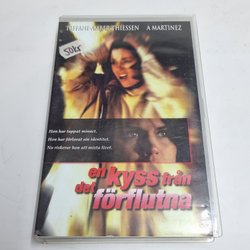 TIFFANI-AMBER THIESSEN A MARTINEZ
50kr
Hon har tappat minnet.
Hon har förlorat sin identitet.
Nu riskerar hon att mista livet.
en kyss från
det förflutna